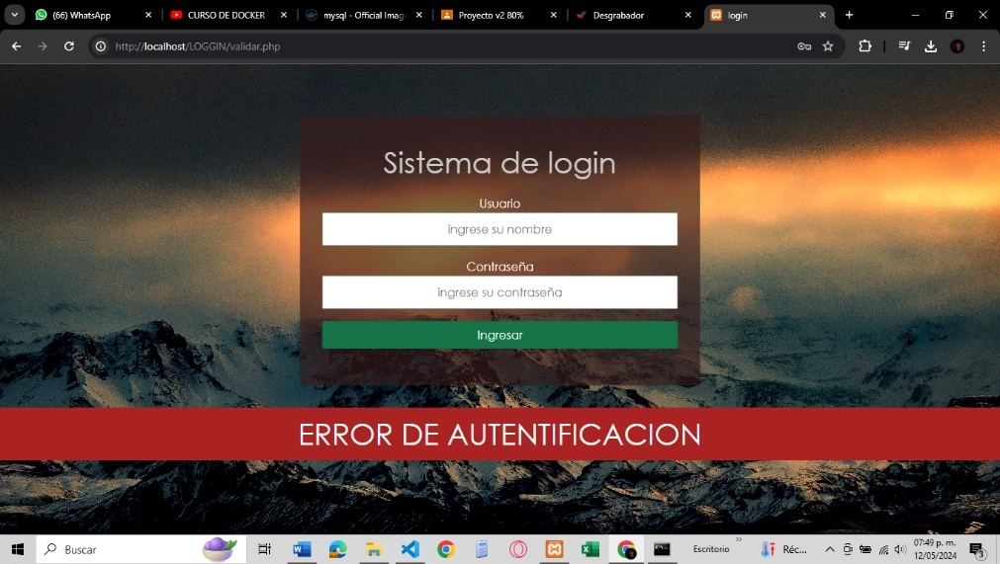 (66) WhatsApp
CURSO DE DOCKER
mysql - Official Imag
Proyecto v2 80%
Desgrabador
login
http://localhost/LOGGIN/validar.php
Sistema de login
Usuario
ingrese su nombre
Contraseña
ingrese su contraseña
Ingresar
ERROR DE AUTENTIFICACION
Buscar
Escritorio
Réc...
07:49 p. m.
12/05/2024
3